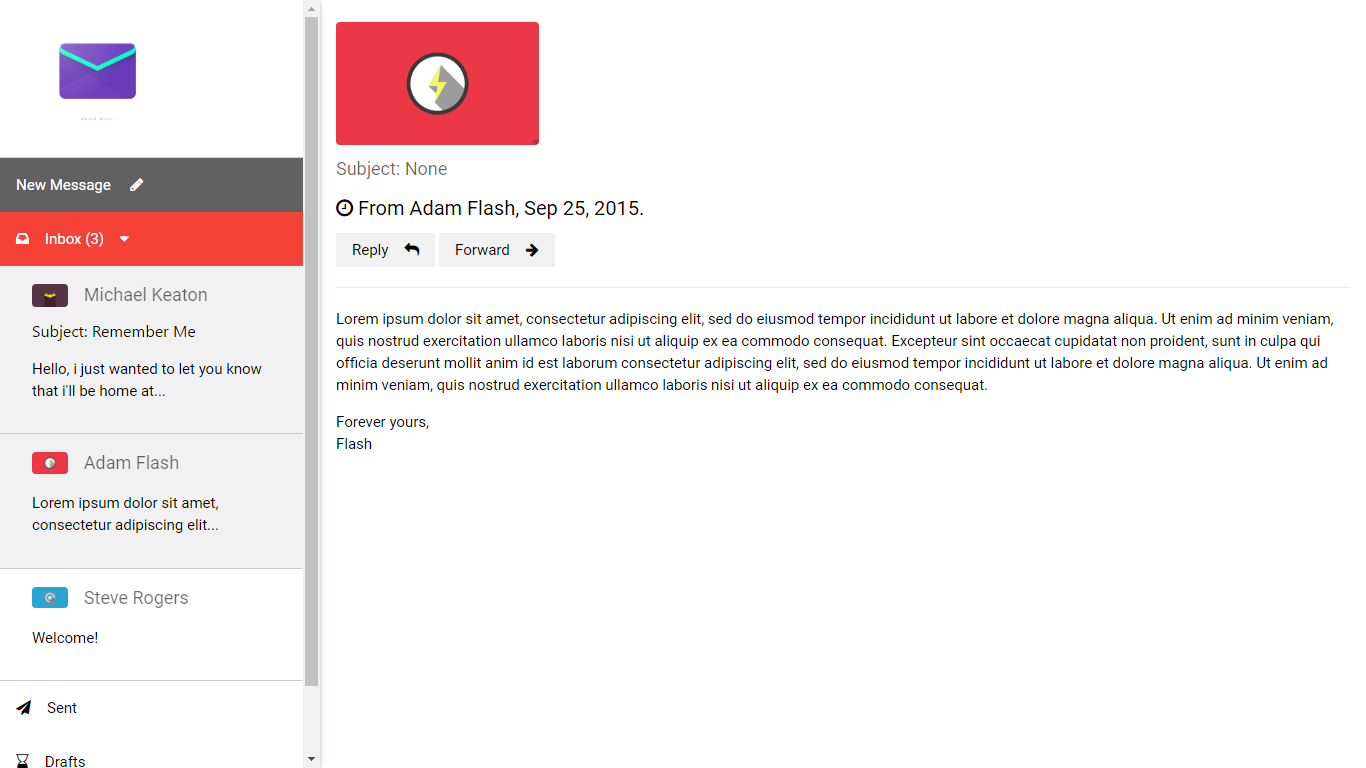 New Message
Inbox (3)
Michael Keaton
Subject: Remember Me
Hello, i just wanted to let you know
that i'll be home at...
Adam Flash
Lorem ipsum dolor sit amet,
consectetur adipiscing elit...
Steve Rogers
Welcome!
Sent
Drafts
Subject: None
From Adam Flash, Sep 25, 2015.
Reply
Forward
Lorem ipsum dolor sit amet, consectetur adipiscing elit, sed do eiusmod tempor incididunt ut labore et dolore magna aliqua. Ut enim ad minim veniam,
quis nostrud exercitation ullamco laboris nisi ut aliquip ex ea commodo consequat. Excepteur sint occaecat cupidatat non proident, sunt in culpa qui
officia deserunt mollit anim id est laborum consectetur adipiscing elit, sed do eiusmod tempor incididunt ut labore et dolore magna aliqua. Ut enim ad
minim veniam, quis nostrud exercitation ullamco laboris nisi ut aliquip ex ea commodo consequat.
Forever yours,
Flash